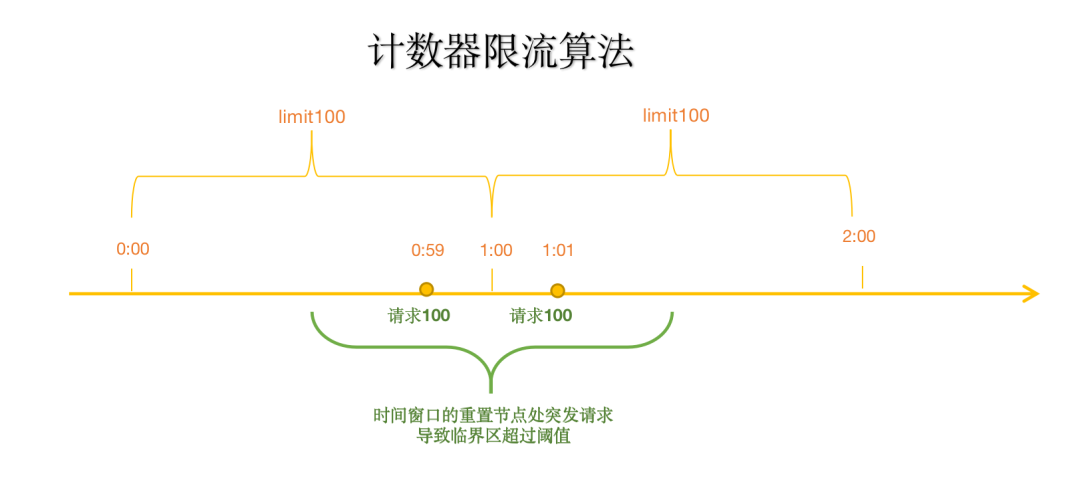 计数器限流算法
limit100
limit100
0:00
0:59
1:00
1:01
2:00
请求100
请求100
时间窗口的重置节点处突发请求
导致临界区超过阈值